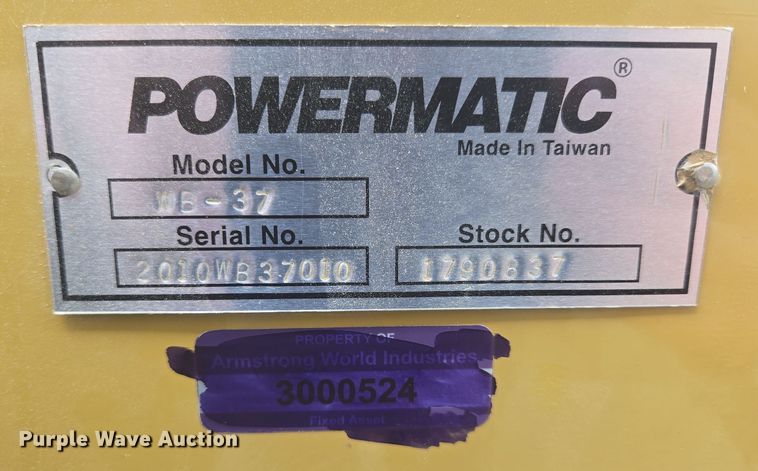 POWERMATIC®
Made In Taiwan
Model No.
WB-37
Serial No. Stock No.
2010WB37010 1790837
PROPERTY OF
Armstrong World Industries
3000524
Fixed Asset
Purple Wave Auction